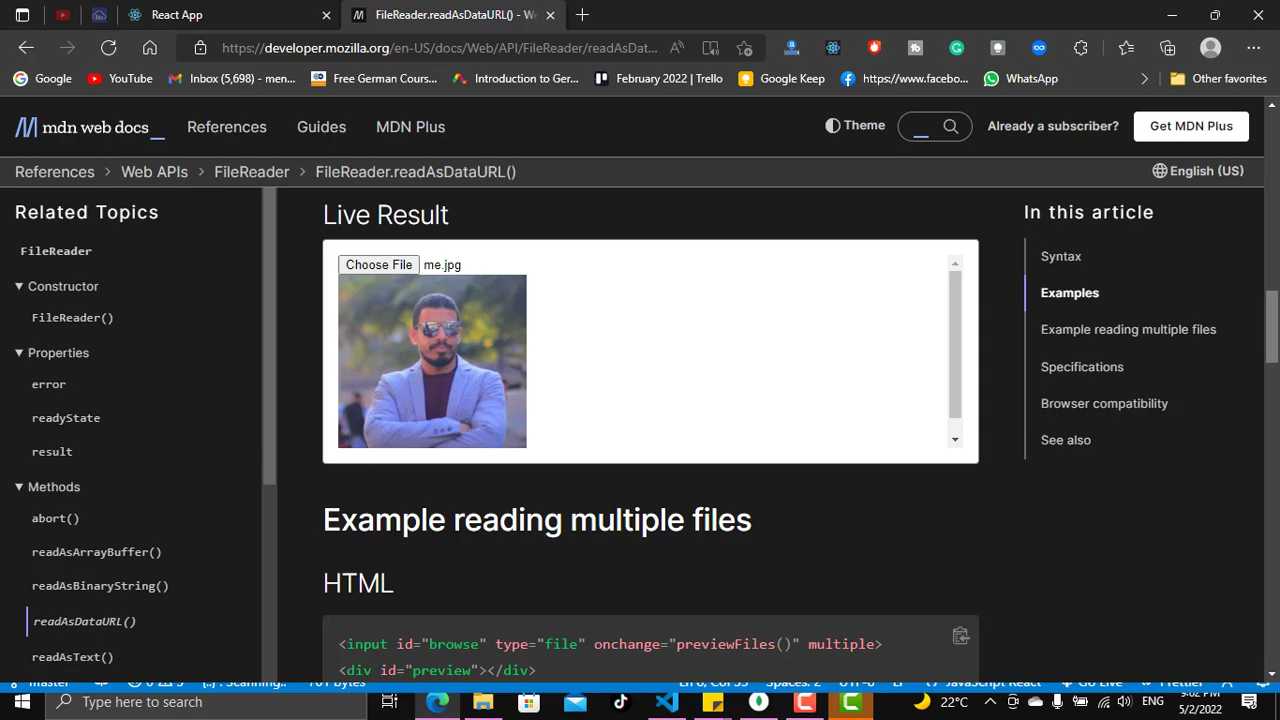 React App
FileReader.readAsDataURL() - We
https://developer.mozilla.org/en-US/docs/Web/API/FileReader/readAsDat...
Google
YouTube
Inbox (5,698) - men...
Free German Cours...
Introduction to Ger...
February 2022 | Trello
Google Keep
https://www.facebo...
WhatsApp
Other favorites
mdn web docs_
References
Guides
MDN Plus
Theme
Already a subscriber?
Get MDN Plus
References > Web APIs > FileReader > FileReader.readAsDataURL()
English (US)
Related Topics
FileReader
▼ Constructor
FileReader()
▼ Properties
error
readyState
result
▼ Methods
abort()
readAsArrayBuffer()
readAsBinaryString()
readAsDataURL()
readAsText()
Live Result
Choose File me.jpg
Example reading multiple files
HTML
<input id="browse" type="file" onchange="previewFiles()" multiple>
<div id="preview"></div>
In this article
Syntax
Examples
Example reading multiple files
Specifications
Browser compatibility
See also
Type here to search
22°C
ENG
9:02 PM
5/2/2022